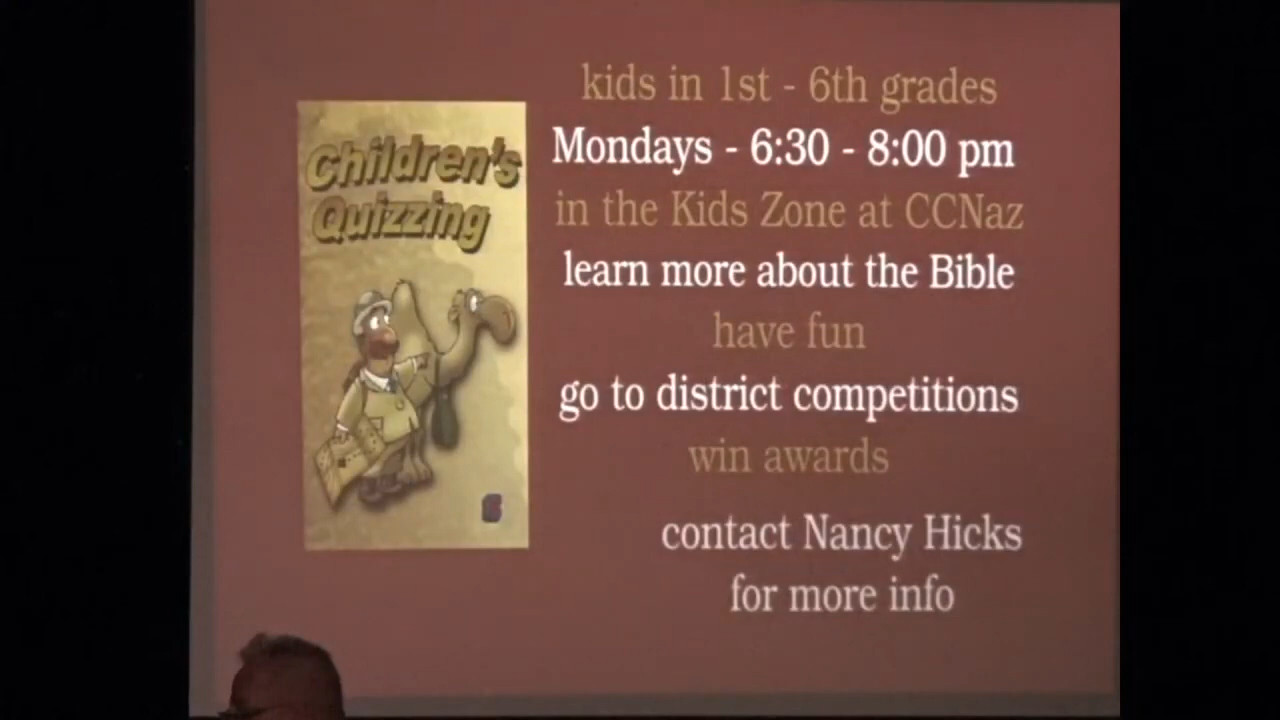 Children's
Quizzing
kids in 1st - 6th grades
Mondays - 6:30 - 8:00 pm
in the Kids Zone at CCNaz
learn more about the Bible
have fun
go to district competitions
win awards
contact Nancy Hicks
for more info